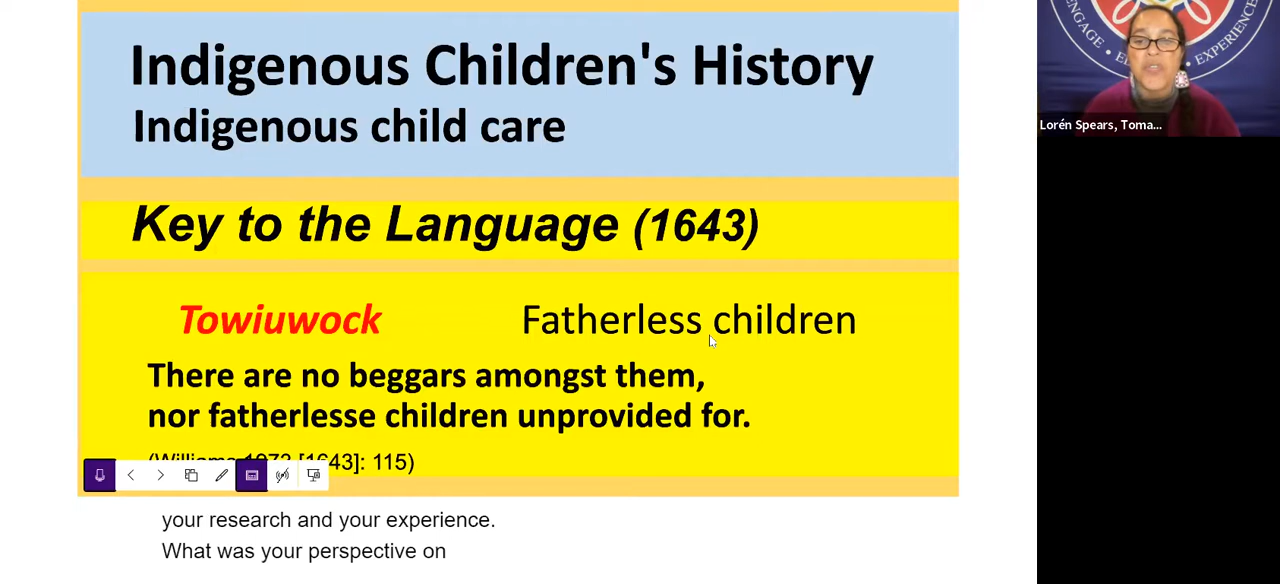 Indigenous Children's History
Indigenous child care
Key to the Language (1643)
Towiuwock Fatherless children
There are no beggars amongst them,
nor fatherlesse children unprovided for.
(Williams 1973 [1643]: 115)
your research and your experience.
What was your perspective on
ENGAGE • EXPERIENCE
Lorén Spears, Toma...